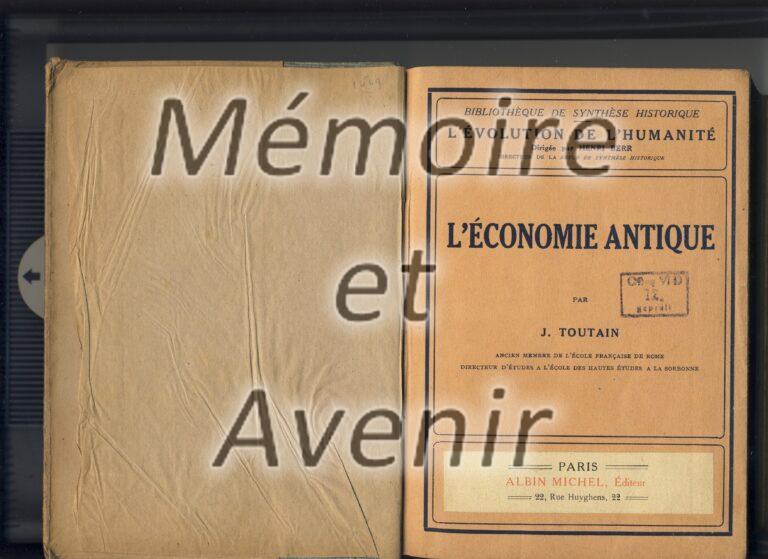 BIBLIOTHÈQUE DE SYNTHÈSE HISTORIQUE
L'ÉVOLUTION DE L'HUMANITÉ
Dirigée par HENRI BERR
DIRECTEUR DE LA REVUE DE SYNTHÈSE HISTORIQUE
L'ÉCONOMIE ANTIQUE
PAR
J. TOUTAIN
ANCIEN MEMBRE DE L'ÉCOLE FRANÇAISE DE ROME
DIRECTEUR D'ÉTUDES A L'ÉCOLE DES HAUTES ÉTUDES A LA SORBONNE
PARIS
ALBIN MICHEL, Éditeur
22, Rue Huyghens, 22
Mémoire
et
Avenir